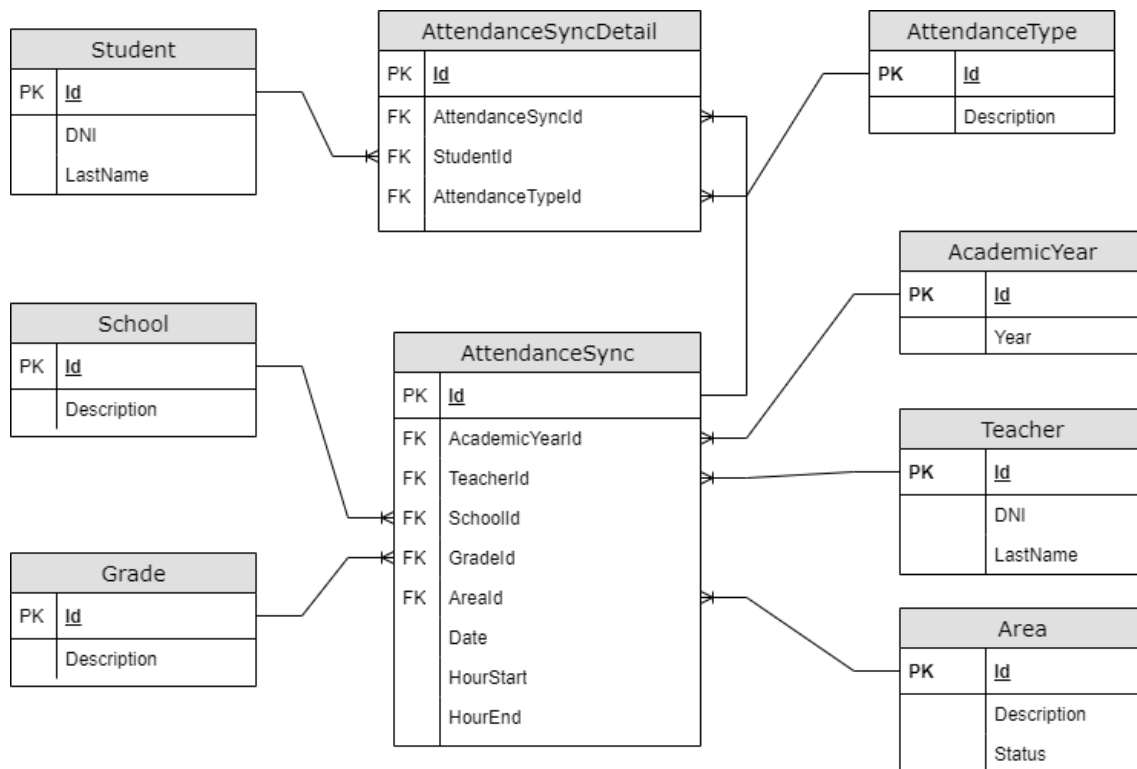 Student
PK Id
DNI
LastName
AttendanceSyncDetail
PK Id
FK AttendanceSyncId
FK StudentId
FK AttendanceTypeId
AttendanceType
PK Id
Description
School
PK Id
Description
AttendanceSync
PK Id
FK AcademicYearId
FK TeacherId
FK SchoolId
FK GradeId
FK AreaId
Date
HourStart
HourEnd
AcademicYear
PK Id
Year
Teacher
PK Id
DNI
LastName
Grade
PK Id
Description
Area
PK Id
Description
Status